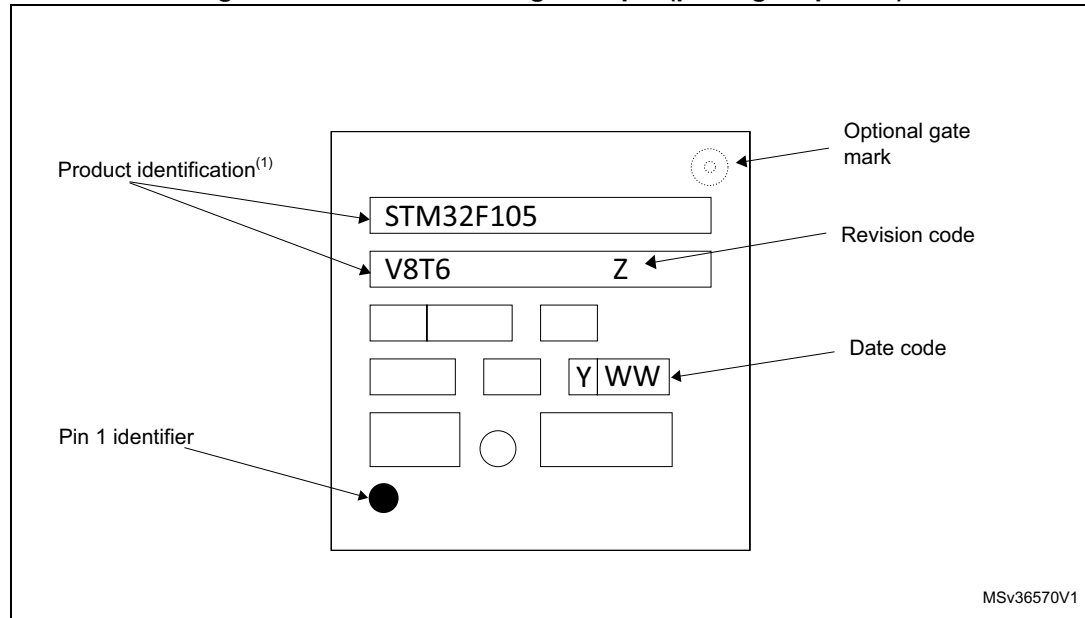 Optional gate
mark
Product identification(1)
STM32F105
Revision code
V8T6 Z
Date code
Y WW
Pin 1 identifier
MSv36570V1